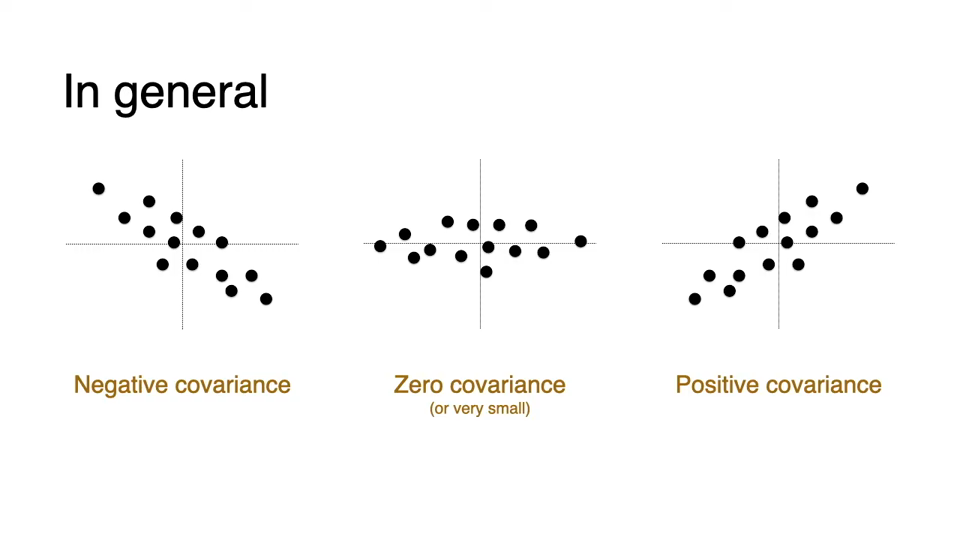 In general
Negative covariance
Zero covariance
(or very small)
Positive covariance